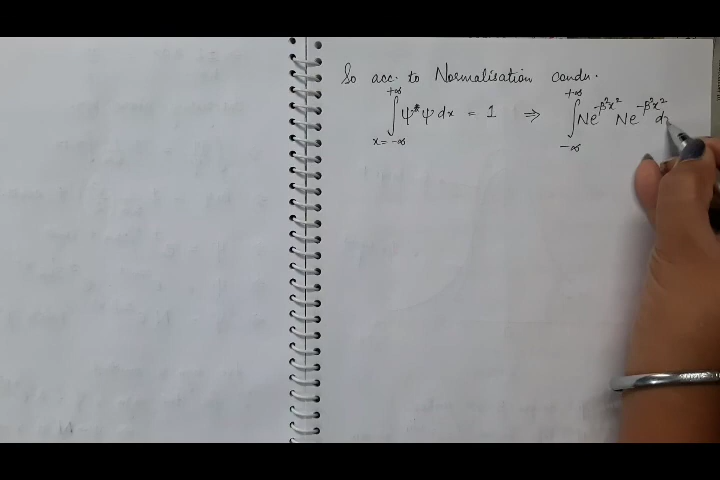 So acc. to Normalisation condn.
∫_{x=-∞}^{+∞} ψ* ψ dx = 1 ⇒ ∫_{-∞}^{+∞} Ne^{-β²x²} Ne^{-β²x²} d